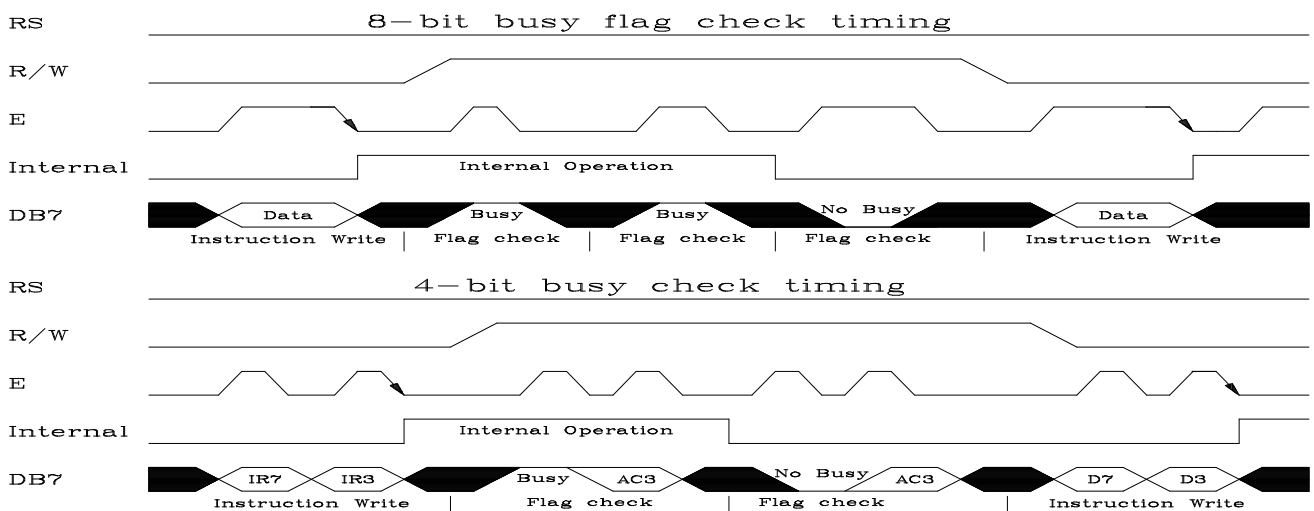 RS 8-bit busy flag check timing
R/W
E
Internal Internal Operation
DB7 Data Busy Busy No Busy Data
Instruction Write Flag check Flag check Flag check Instruction Write
RS 4-bit busy check timing
R/W
E
Internal Internal Operation
DB7 IR7 IR3 Busy AC3 No Busy AC3 D7 D3
Instruction Write Flag check Flag check Instruction Write